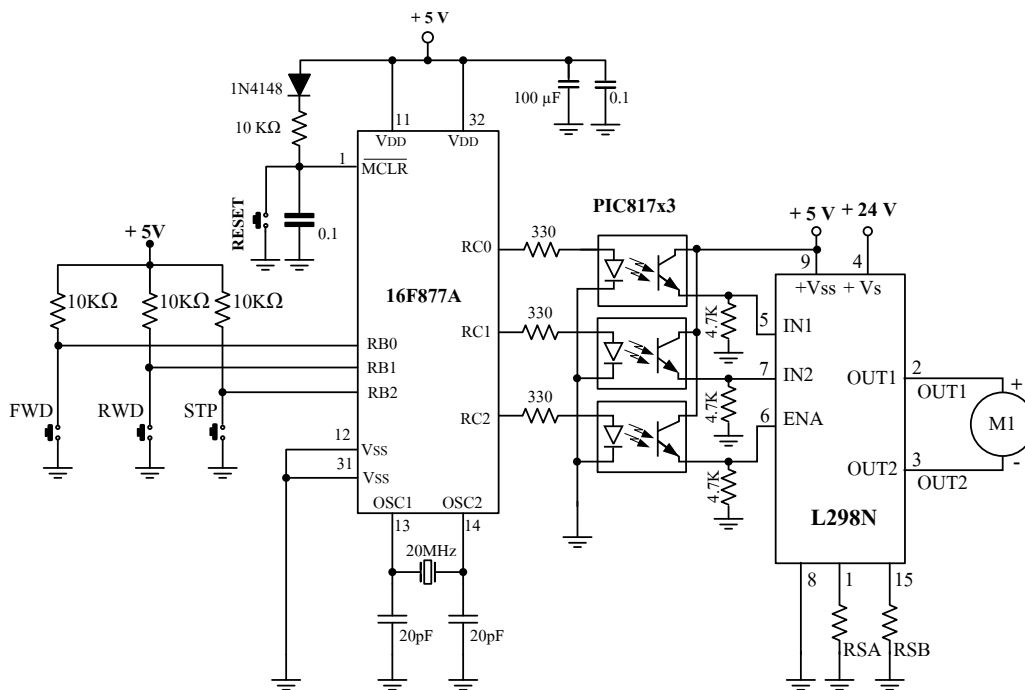 + 5 V
1N4148
10 KΩ
100 µF
0.1
11
32
VDD
VDD
1
MCLR
RESET
0.1
PIC817x3
+ 5 V
+ 24 V
+ 5V
RC0
330
9
4
+Vss + Vs
10KΩ
10KΩ
10KΩ
16F877A
4.7K
5
IN1
RC1
330
RB0
RB1
7
IN2
2
OUT1
OUT1
RB2
330
4.7K
+
FWD
RWD
STP
RC2
6
ENA
M1
12
VSS
31
VSS
4.7K
OUT2
3
OUT2
-
OSC1
OSC2
L298N
13
14
20MHz
8
1
15
20pF
20pF
RSA
RSB